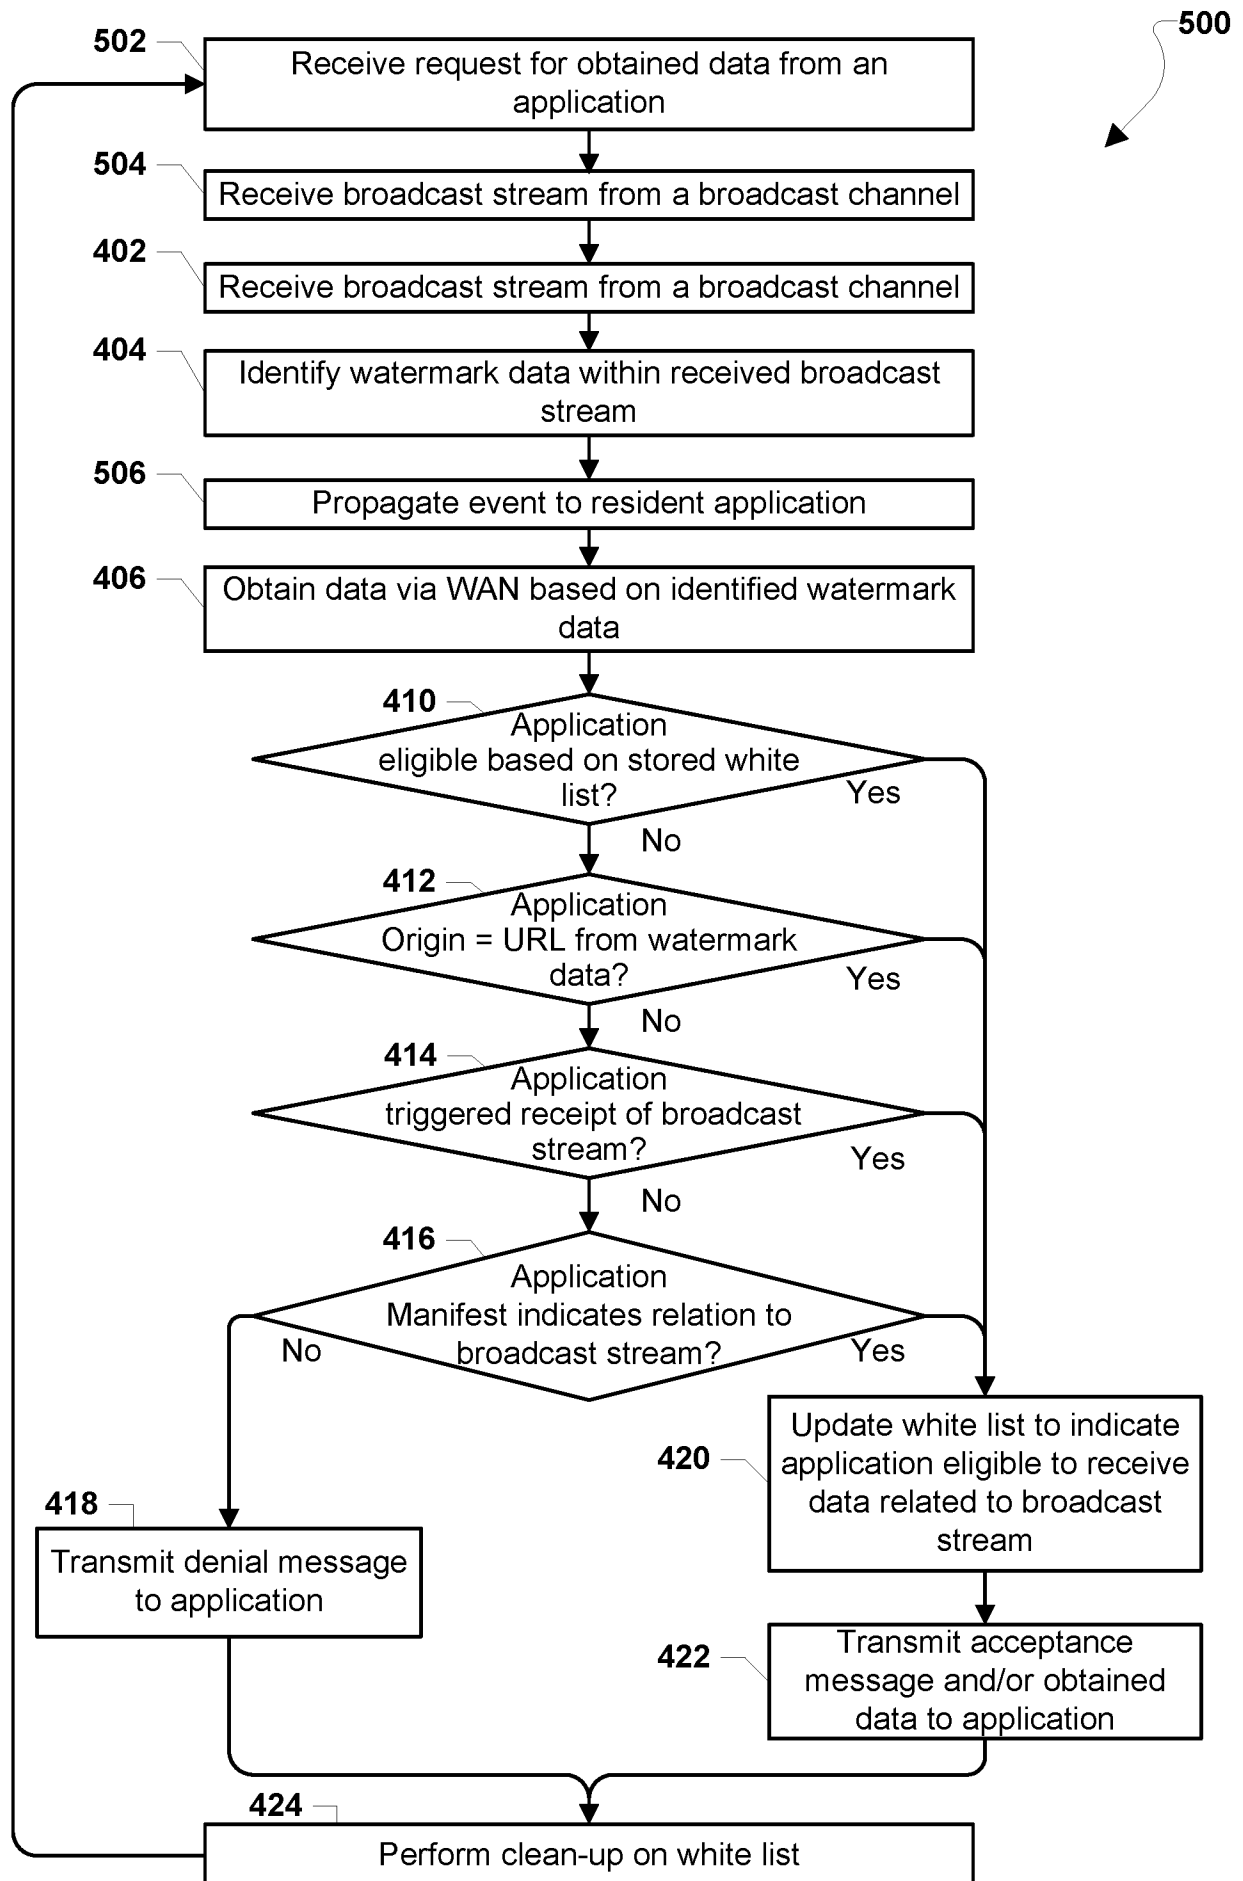 500
502
Receive request for obtained data from an
application
504
Receive broadcast stream from a broadcast channel
402
Receive broadcast stream from a broadcast channel
404
Identify watermark data within received broadcast
stream
506
Propagate event to resident application
406
Obtain data via WAN based on identified watermark
data
410
Application
eligible based on stored white
list?
Yes
No
412
Application
Origin = URL from watermark
data?
Yes
No
414
Application
triggered receipt of broadcast
stream?
Yes
No
416
Application
Manifest indicates relation to
broadcast stream?
No
Yes
420
Update white list to indicate
application eligible to receive
data related to broadcast
stream
418
Transmit denial message
to application
422
Transmit acceptance
message and/or obtained
data to application
424
Perform clean-up on white list